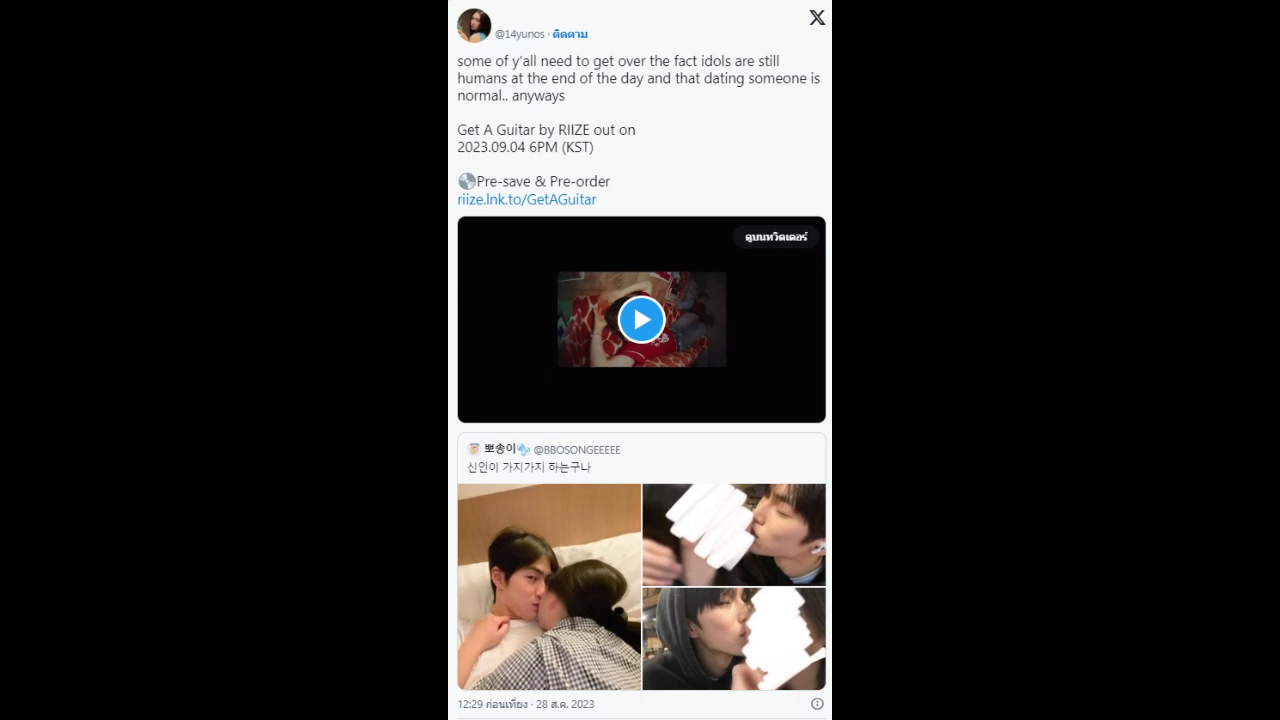 @14yunos · ติดตาม
some of y'all need to get over the fact idols are still
humans at the end of the day and that dating someone is
normal.. anyways
Get A Guitar by RIIZE out on
2023.09.04 6PM (KST)
💿Pre-save & Pre-order
riize.lnk.to/GetAGuitar
ดูบนทวิตเตอร์
뽀송이🫧 @BBOSONGEEEEE
신인이 가지가지 하는구나
12:29 ก่อนเที่ยง · 28 ส.ค. 2023